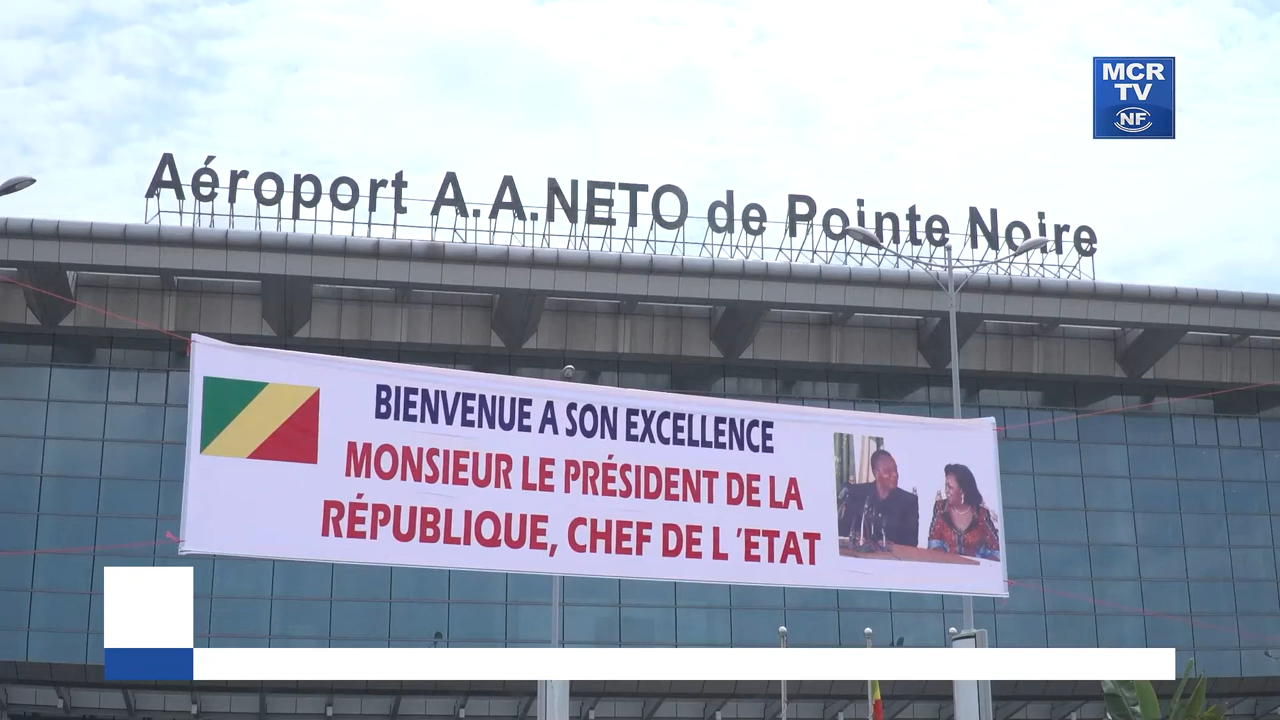 MCR
TV
NF
Aéroport A.A.NETO de Pointe Noire
BIENVENUE A SON EXCELLENCE
MONSIEUR LE PRÉSIDENT DE LA
RÉPUBLIQUE, CHEF DE L ´ETAT